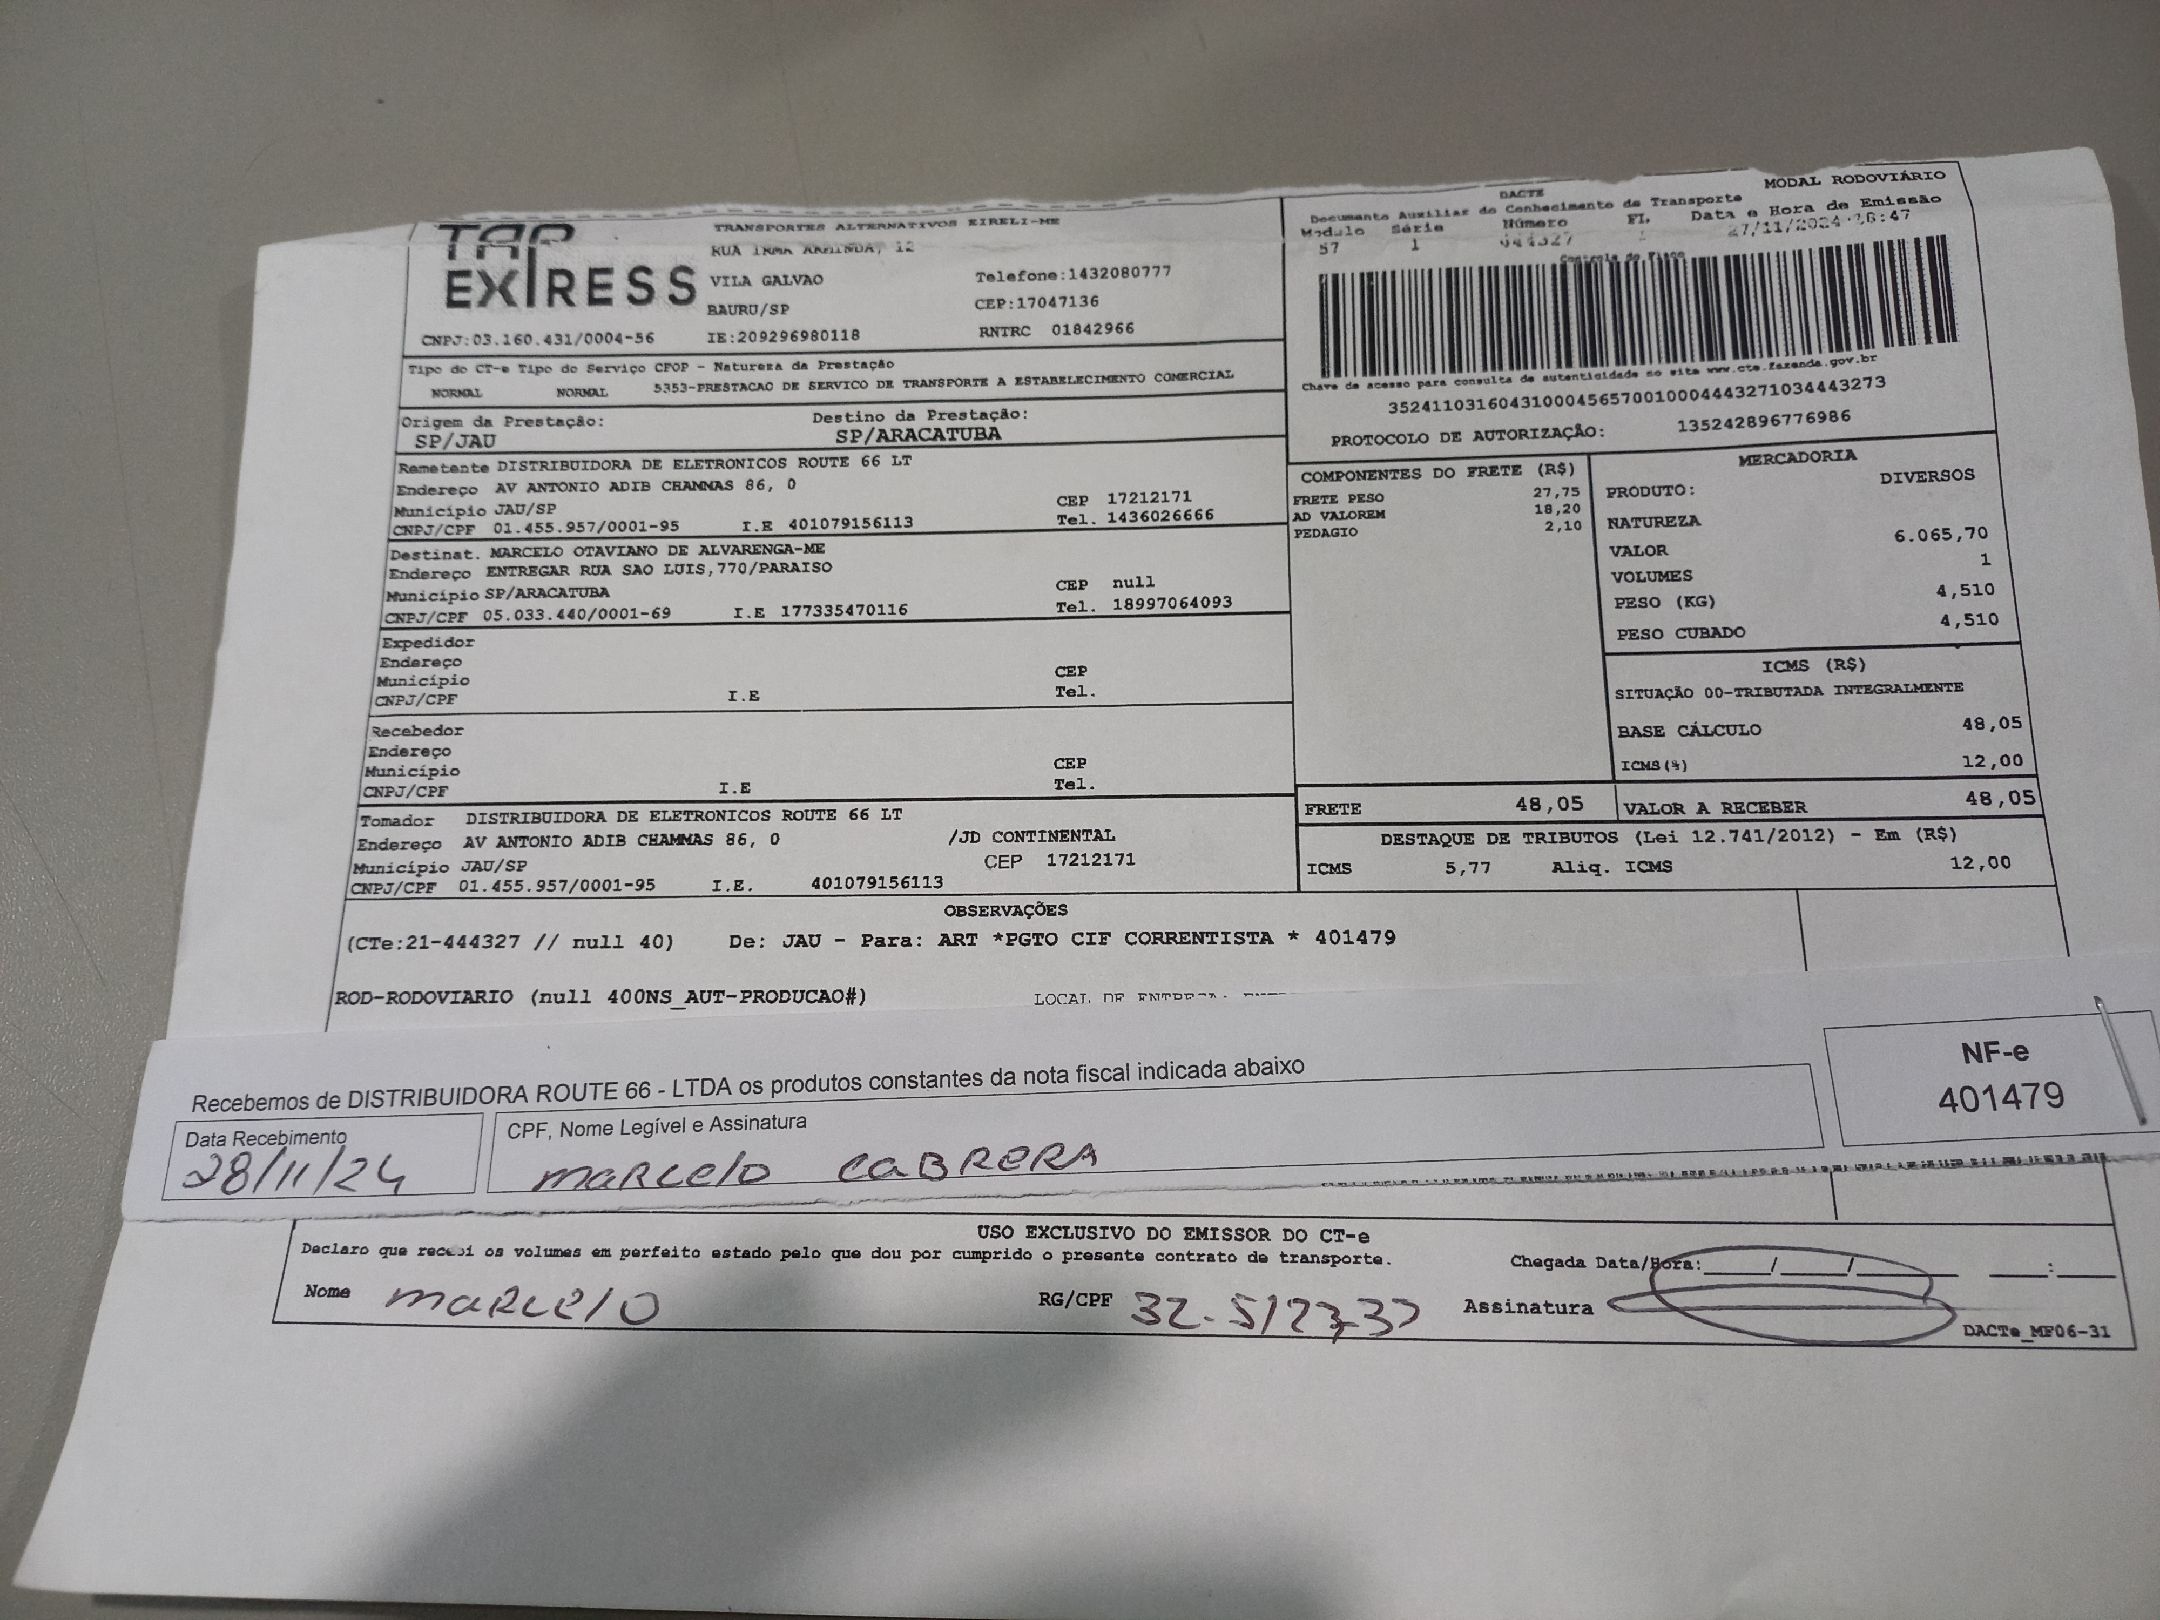 TAP
EXPRESS
TRANSPORTES ALTERNATIVOS EIRELI-ME
RUA IRMA ARMINDA, 12
VILA GALVAO
Telefone:1432080777
BAURU/SP
CEP:17047136
CNPJ:03.160.431/0004-56
IE:209296980118
RNTRC 01842966
DACTE
MODAL RODOVIÁRIO
Documento Auxiliar do Conhecimento de Transporte
Modulo Série Número FL. Data e Hora de Emissão
57 1 444327 1 27/11/2024
Controle do Fisco
Chave de acesso para consulta de autenticidade no site www.cte.fazenda.gov.br
35241103160431000456570010004443271034443273
PROTOCOLO DE AUTORIZAÇÃO: 135242896776986
Tipo do CT-e Tipo do Serviço CFOP - Natureza da Prestação
NORMAL NORMAL 5353-PRESTACAO DE SERVICO DE TRANSPORTE A ESTABELECIMENTO COMERCIAL
Origem da Prestação: Destino da Prestação:
SP/JAU SP/ARACATUBA
Remetente DISTRIBUIDORA DE ELETRONICOS ROUTE 66 LT
Endereço AV ANTONIO ADIB CHAMMAS 86, 0
Município JAU/SP CEP 17212171
CNPJ/CPF 01.455.957/0001-95 I.E 401079156113 Tel. 1436026666
Destinat. MARCELO OTAVIANO DE ALVARENGA-ME
Endereço ENTREGAR RUA SAO LUIS,770/PARAISO
Município SP/ARACATUBA CEP null
CNPJ/CPF 05.033.440/0001-69 I.E 177335470116 Tel. 18997064093
Expedidor
Endereço
Município CEP
CNPJ/CPF I.E Tel.
Recebedor
Endereço
Município CEP
CNPJ/CPF I.E Tel.
Tomador DISTRIBUIDORA DE ELETRONICOS ROUTE 66 LT
Endereço AV ANTONIO ADIB CHAMMAS 86, 0 /JD CONTINENTAL
Município JAU/SP CEP 17212171
CNPJ/CPF 01.455.957/0001-95 I.E. 401079156113
COMPONENTES DO FRETE (R$)
FRETE PESO 27,75
AD VALOREM 18,20
PEDAGIO 2,10
MERCADORIA
PRODUTO: DIVERSOS
NATUREZA
VALOR 6.065,70
VOLUMES 1
PESO (KG) 4,510
PESO CUBADO 4,510
ICMS (R$)
SITUAÇÃO 00-TRIBUTADA INTEGRALMENTE
BASE CÁLCULO 48,05
ICMS(%) 12,00
FRETE 48,05 VALOR A RECEBER 48,05
DESTAQUE DE TRIBUTOS (Lei 12.741/2012) - Em (R$)
ICMS 5,77 Aliq. ICMS 12,00
OBSERVAÇÕES
(CTe:21-444327 // null 40) De: JAU - Para: ART *PGTO CIF CORRENTISTA * 401479
ROD-RODOVIARIO (null 400NS_AUT-PRODUCAO#) LOCAL DE ENTREGA:
Recebemos de DISTRIBUIDORA ROUTE 66 - LTDA os produtos constantes da nota fiscal indicada abaixo
NF-e
401479
Data Recebimento CPF, Nome Legível e Assinatura
28/11/24 marcelo CABRERA
USO EXCLUSIVO DO EMISSOR DO CT-e
Declaro que recebi os volumes em perfeito estado pelo que dou por cumprido o presente contrato de transporte.
Chegada Data/Hora: / / :
Nome marcelo RG/CPF Assinatura
DACTe_MF06-31